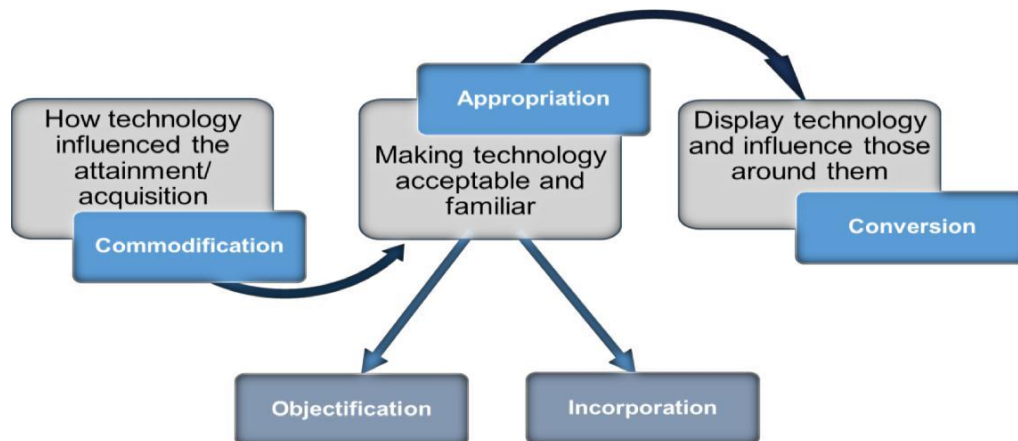 How technology
influenced the
attainment/
acquisition
Commodification
Appropriation
Making technology
acceptable and
familiar
Display technology
and influence those
around them
Conversion
Objectification
Incorporation